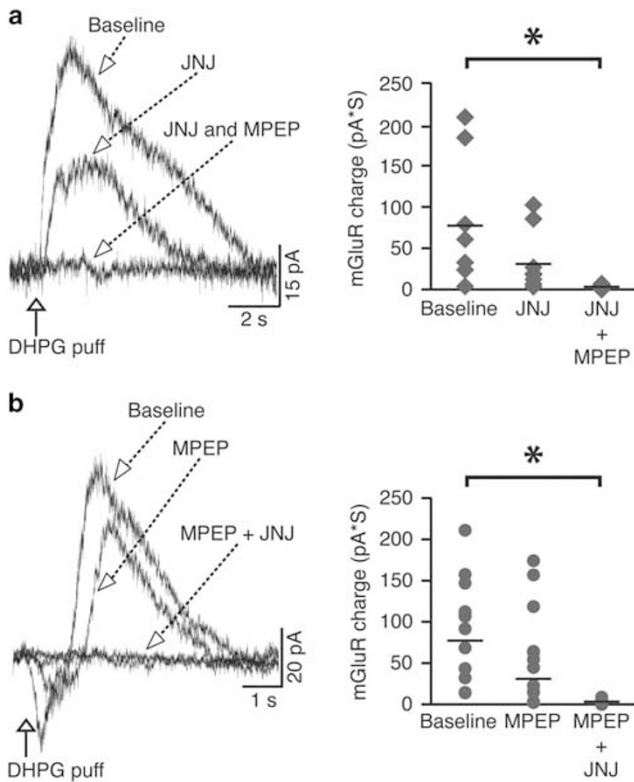 a
Baseline
JNJ
JNJ and MPEP
15 pA
2 s
DHPG puff
*
mGluR charge (pA*S)
250
200
150
100
50
0
Baseline
JNJ
JNJ
+
MPEP
b
Baseline
MPEP
MPEP + JNJ
20 pA
1 s
DHPG puff
*
mGluR charge (pA*S)
250
200
150
100
50
0
Baseline
MPEP
MPEP
+
JNJ